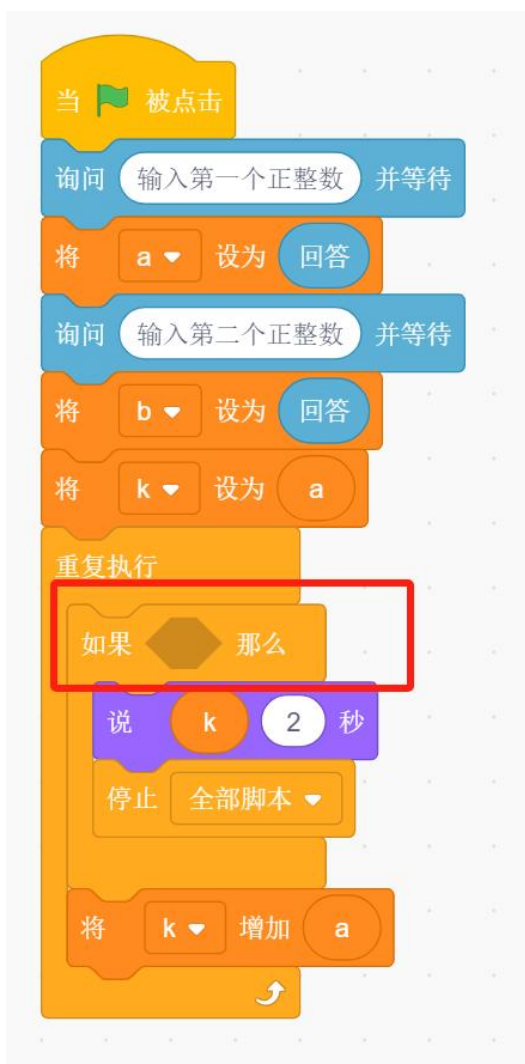 当 被点击
询问 输入第一个正整数 并等待
将 a 设为 回答
询问 输入第二个正整数 并等待
将 b 设为 回答
将 k 设为 a
重复执行
如果 那么
说 k 2 秒
停止 全部脚本
将 k 增加 a